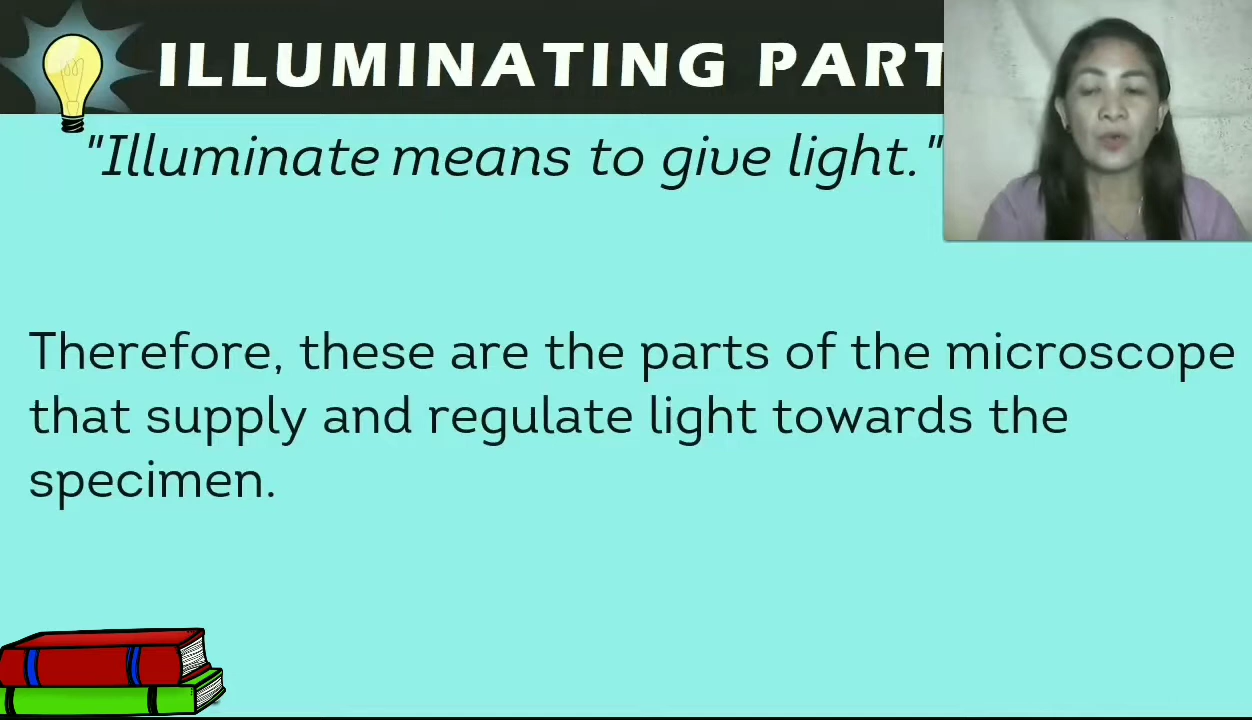 ILLUMINATING PART
"Illuminate means to give light."
Therefore, these are the parts of the microscope
that supply and regulate light towards the
specimen.